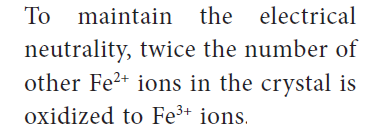 To maintain the electrical
neutrality, twice the number of
other Fe²⁺ ions in the crystal is
oxidized to Fe³⁺ ions.